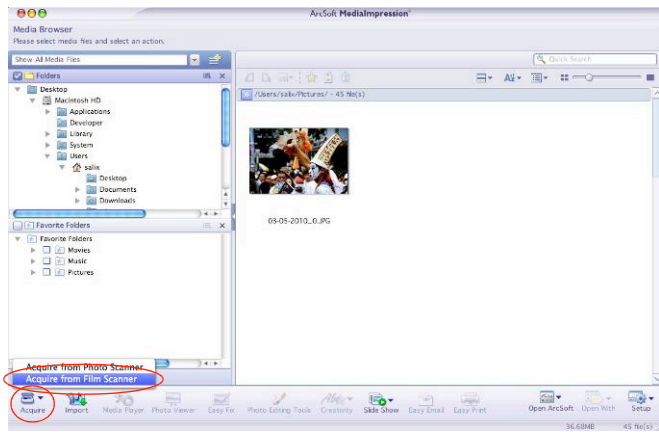 ArcSoft MediaImpression
Media Browser
Please select media files and select an action.
Show All Media Files
Quick Search
Folders
/Users/salix/Pictures/ - 45 file(s)
Desktop
Macintosh HD
Applications
Developer
Library
System
Users
salix
Desktop
Documents
Downloads
03-05-2010_0.JPG
Favorite Folders
Favorite Folders
Movies
Music
Pictures
Acquire from Photo Scanner
Acquire from Film Scanner
Acquire Import Media Player Photo Viewer Easy Fix Photo Editing Tools Creativity Slide Show Easy Email Easy Print Open ArcSoft Open With Setup
36.68MB 45 file(s)